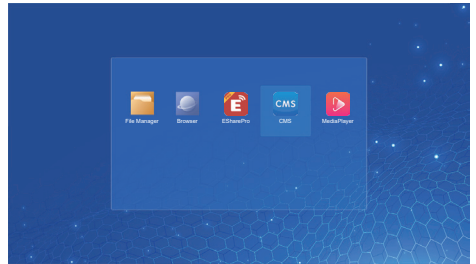 File Manager
Browser
E
ESharePro
CMS
CMS
MediaPlayer